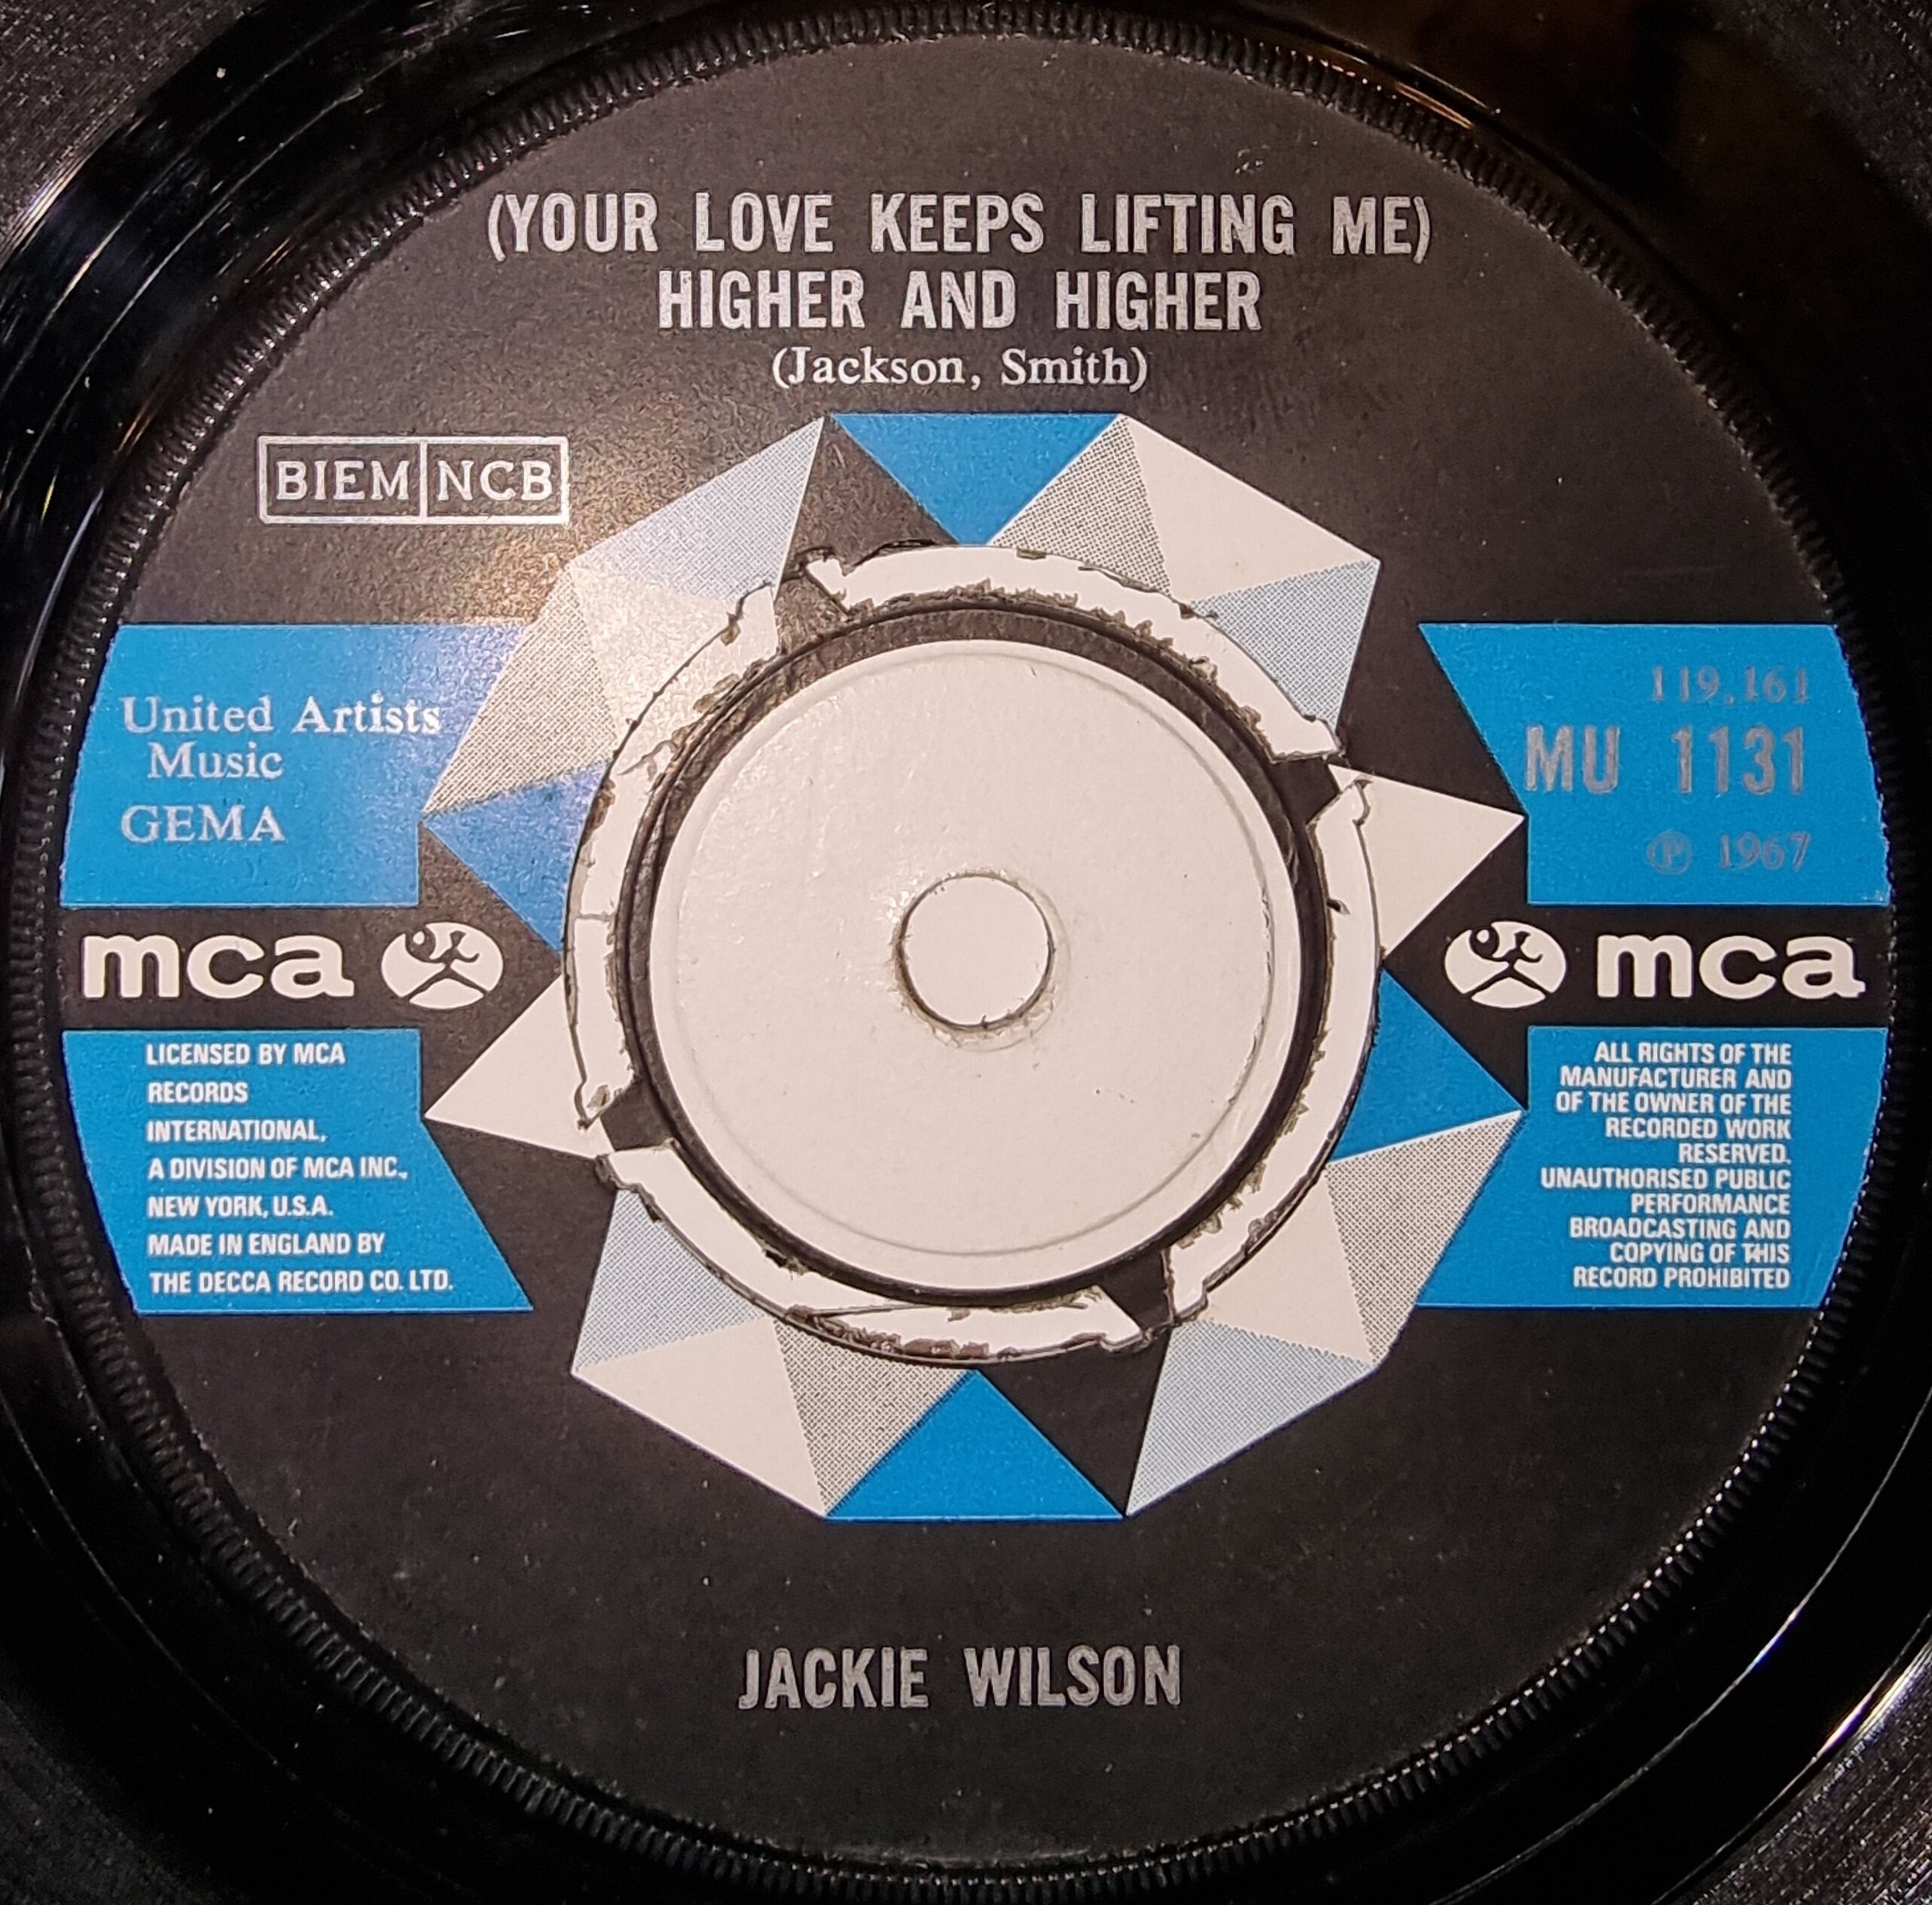 (YOUR LOVE KEEPS LIFTING ME)
HIGHER AND HIGHER
(Jackson, Smith)
BIEM NCB
United Artists
Music
GEMA
119.161
MU 1131
℗ 1967
mca
mca
LICENSED BY MCA
RECORDS
INTERNATIONAL,
A DIVISION OF MCA INC.,
NEW YORK, U.S.A.
MADE IN ENGLAND BY
THE DECCA RECORD CO. LTD.
ALL RIGHTS OF THE
MANUFACTURER AND
OF THE OWNER OF THE
RECORDED WORK
RESERVED.
UNAUTHORISED PUBLIC
PERFORMANCE
BROADCASTING AND
COPYING OF THIS
RECORD PROHIBITED
JACKIE WILSON